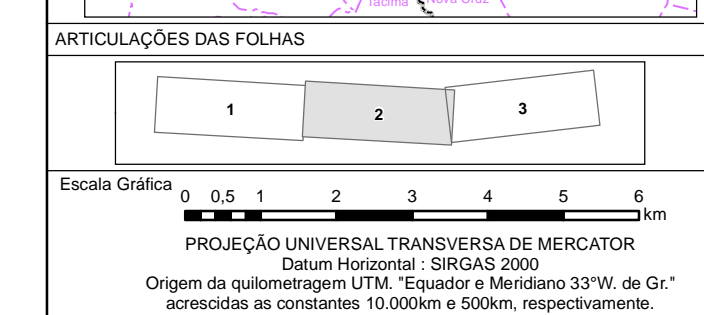 Tacima Nova Cruz
ARTICULAÇÕES DAS FOLHAS
1 2 3
Escala Gráfica
0 0,5 1 2 3 4 5 6
km
PROJEÇÃO UNIVERSAL TRANSVERSA DE MERCATOR
Datum Horizontal : SIRGAS 2000
Origem da quilometragem UTM. "Equador e Meridiano 33°W. de Gr."
acrescidas as constantes 10.000km e 500km, respectivamente.